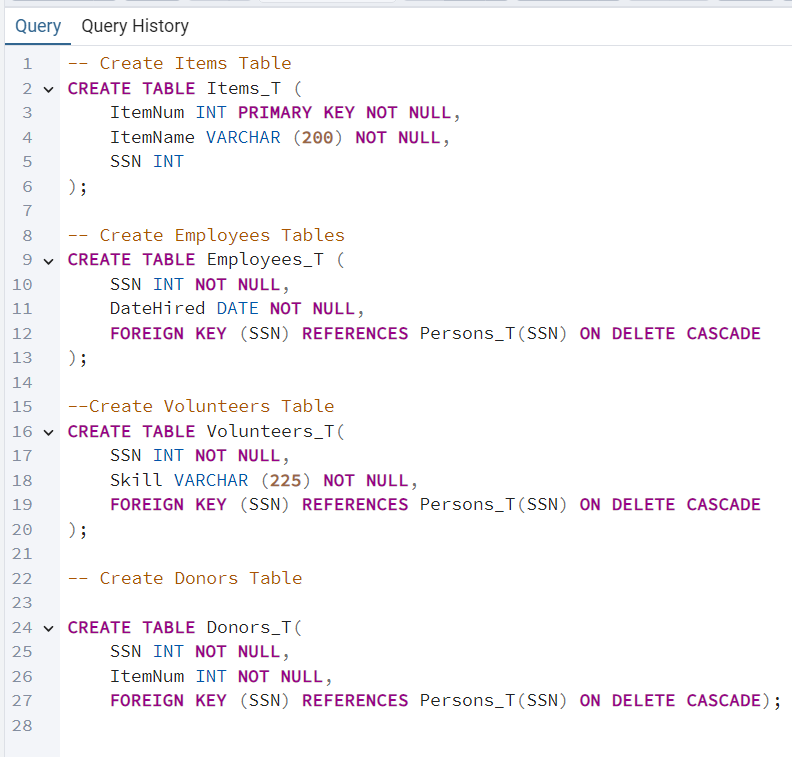 Query Query History
1 -- Create Items Table
2 CREATE TABLE Items_T (
3 ItemNum INT PRIMARY KEY NOT NULL,
4 ItemName VARCHAR (200) NOT NULL,
5 SSN INT
6 );
7
8 -- Create Employees Tables
9 CREATE TABLE Employees_T (
10 SSN INT NOT NULL,
11 DateHired DATE NOT NULL,
12 FOREIGN KEY (SSN) REFERENCES Persons_T(SSN) ON DELETE CASCADE
13 );
14
15 --Create Volunteers Table
16 CREATE TABLE Volunteers_T(
17 SSN INT NOT NULL,
18 Skill VARCHAR (225) NOT NULL,
19 FOREIGN KEY (SSN) REFERENCES Persons_T(SSN) ON DELETE CASCADE
20 );
21
22 -- Create Donors Table
23
24 CREATE TABLE Donors_T(
25 SSN INT NOT NULL,
26 ItemNum INT NOT NULL,
27 FOREIGN KEY (SSN) REFERENCES Persons_T(SSN) ON DELETE CASCADE);
28